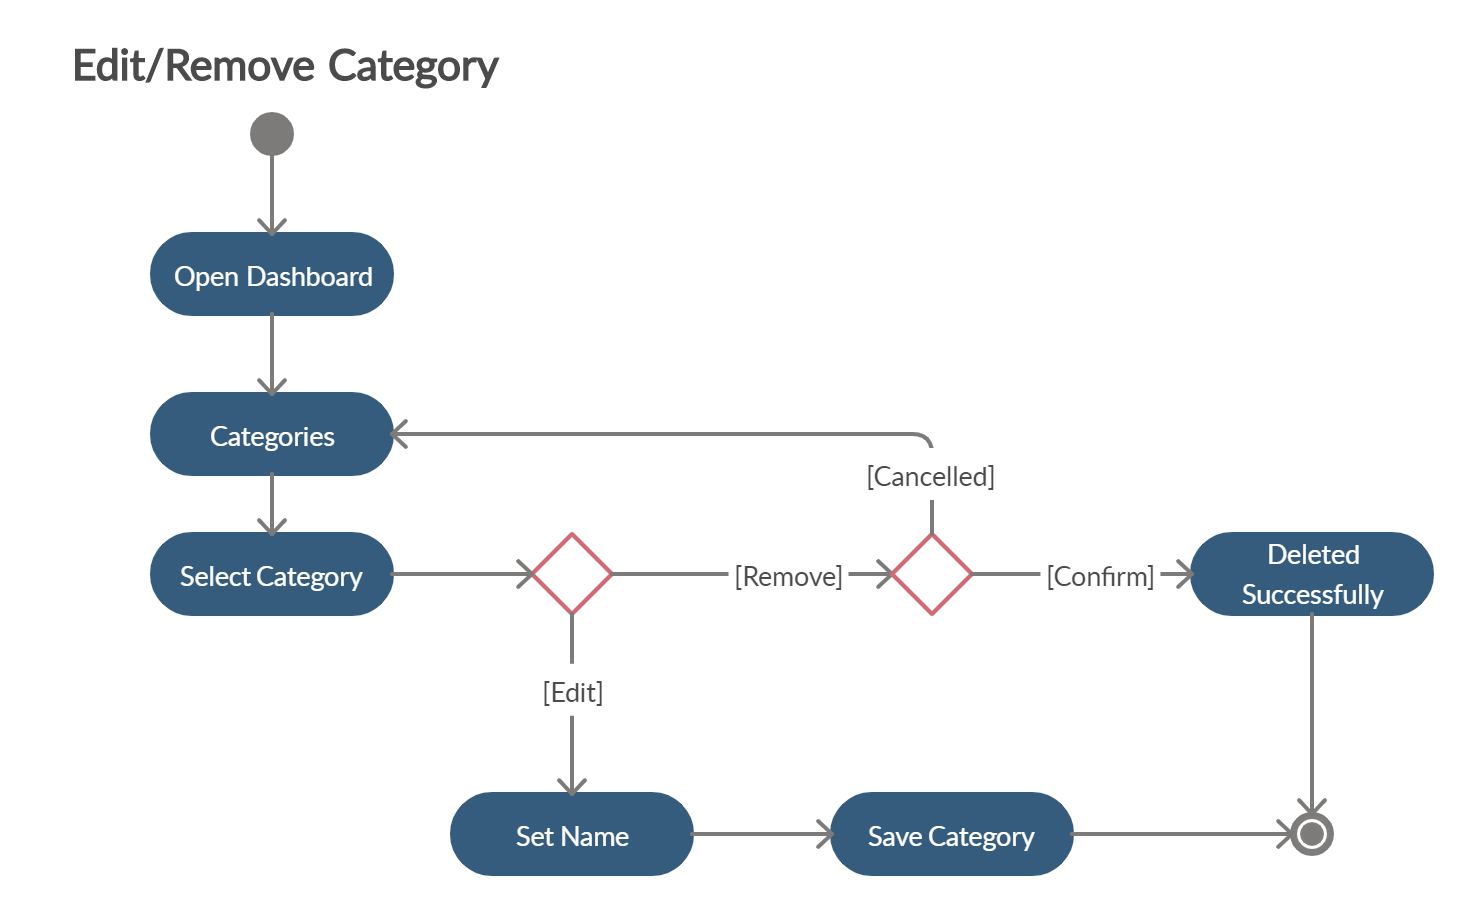 Edit/Remove Category
Open Dashboard
Categories
[Cancelled]
Select Category
[Remove]
[Confirm]
Deleted
Successfully
[Edit]
Set Name
Save Category